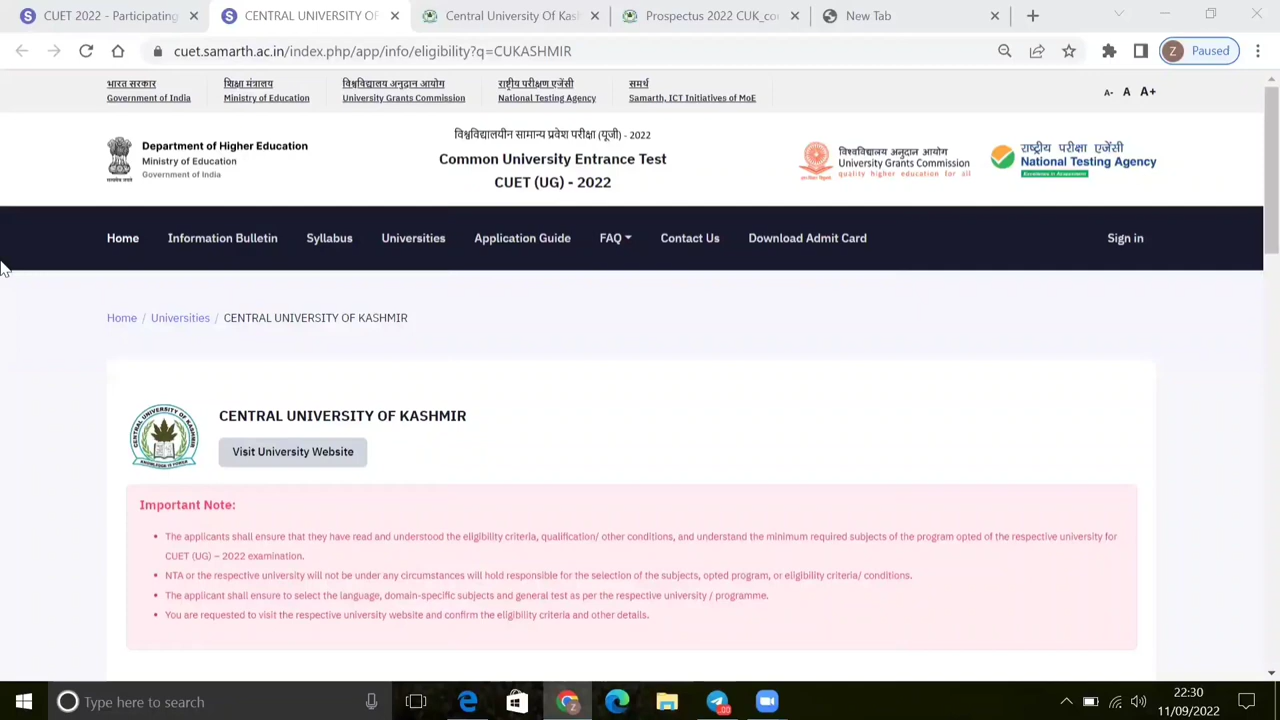 CUET 2022 - Participating
CENTRAL UNIVERSITY OF
Central University Of Kas
Prospectus 2022 CUK_co
New Tab
cuet.samarth.ac.in/index.php/app/info/eligibility?q=CUKASHMIR
Z Paused
भारत सरकार
Government of India
शिक्षा मंत्रालय
Ministry of Education
विश्वविद्यालय अनुदान आयोग
University Grants Commission
राष्ट्रीय परीक्षण एजेंसी
National Testing Agency
समर्थ
Samarth, ICT Initiatives of MoE
A- A A+
Department of Higher Education
Ministry of Education
Government of India
विश्वविद्यालयीन सामान्य प्रवेश परीक्षा (यूजी) - 2022
Common University Entrance Test
CUET (UG) - 2022
विश्वविद्यालय अनुदान आयोग
University Grants Commission
quality higher education for all
राष्ट्रीय परीक्षा एजेंसी
National Testing Agency
Excellence in Assessment
Home Information Bulletin Syllabus Universities Application Guide FAQ Contact Us Download Admit Card Sign in
Home / Universities / CENTRAL UNIVERSITY OF KASHMIR
CENTRAL UNIVERSITY OF KASHMIR
KNOWLEDGE IS POWER
CENTRAL UNIVERSITY OF KASHMIR
Visit University Website
Important Note:
• The applicants shall ensure that they have read and understood the eligibility criteria, qualification/ other conditions, and understand the minimum required subjects of the program opted of the respective university for
CUET (UG) – 2022 examination.
• NTA or the respective university will not be under any circumstances will hold responsible for the selection of the subjects, opted program, or eligibility criteria/ conditions.
• The applicant shall ensure to select the language, domain-specific subjects and general test as per the respective university / programme.
• You are requested to visit the respective university website and confirm the eligibility criteria and other details.
Type here to search
22:30
11/09/2022